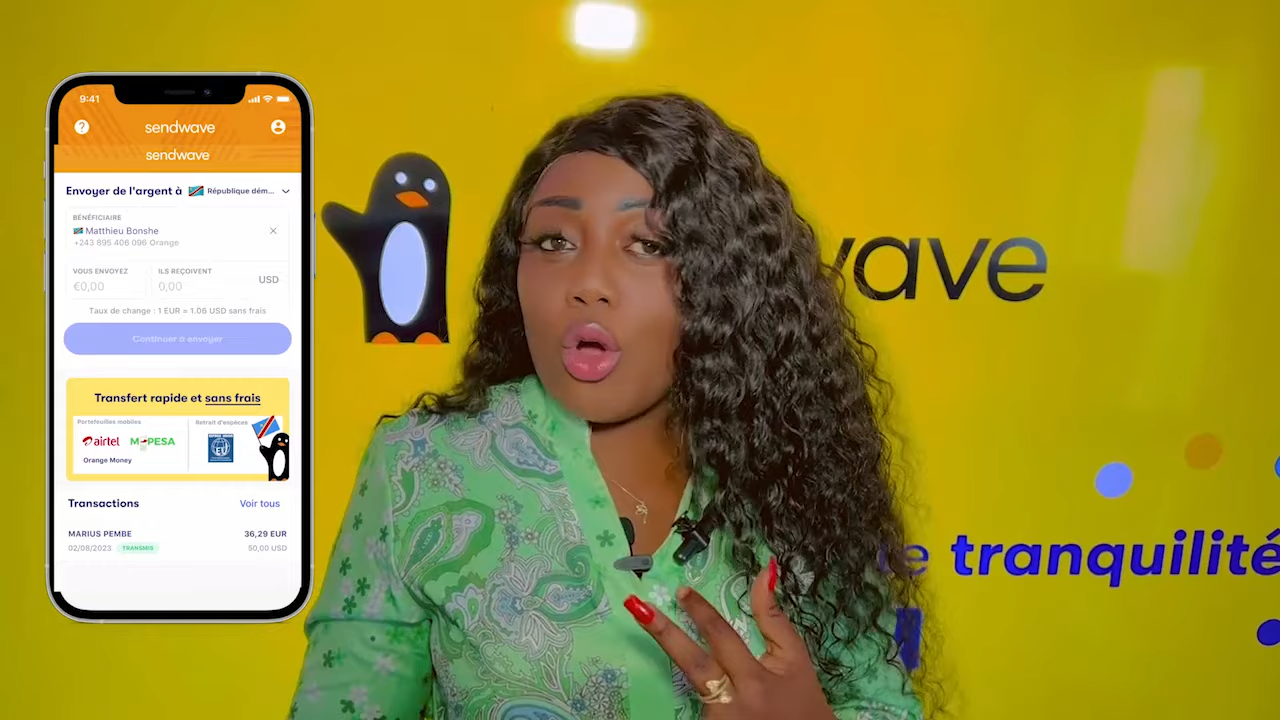 9:41
sendwave
sendwave
Envoyer de l'argent à République dém...
BÉNÉFICIAIRE
Matthieu Bonshe
+243 895 406 096 Orange
VOUS ENVOYEZ ILS REÇOIVENT
€0,00 0,00 USD
Taux de change : 1 EUR = 1.06 USD sans frais
Continuer à envoyer
Transfert rapide et sans frais
Portefeuilles mobiles Retrait d'espèces
airtel M-PESA
Orange Money
Transactions Voir tous
MARIUS PEMBE 36,29 EUR
02/08/2023 TRANSMIS 50,00 USD
wave
tranquilité